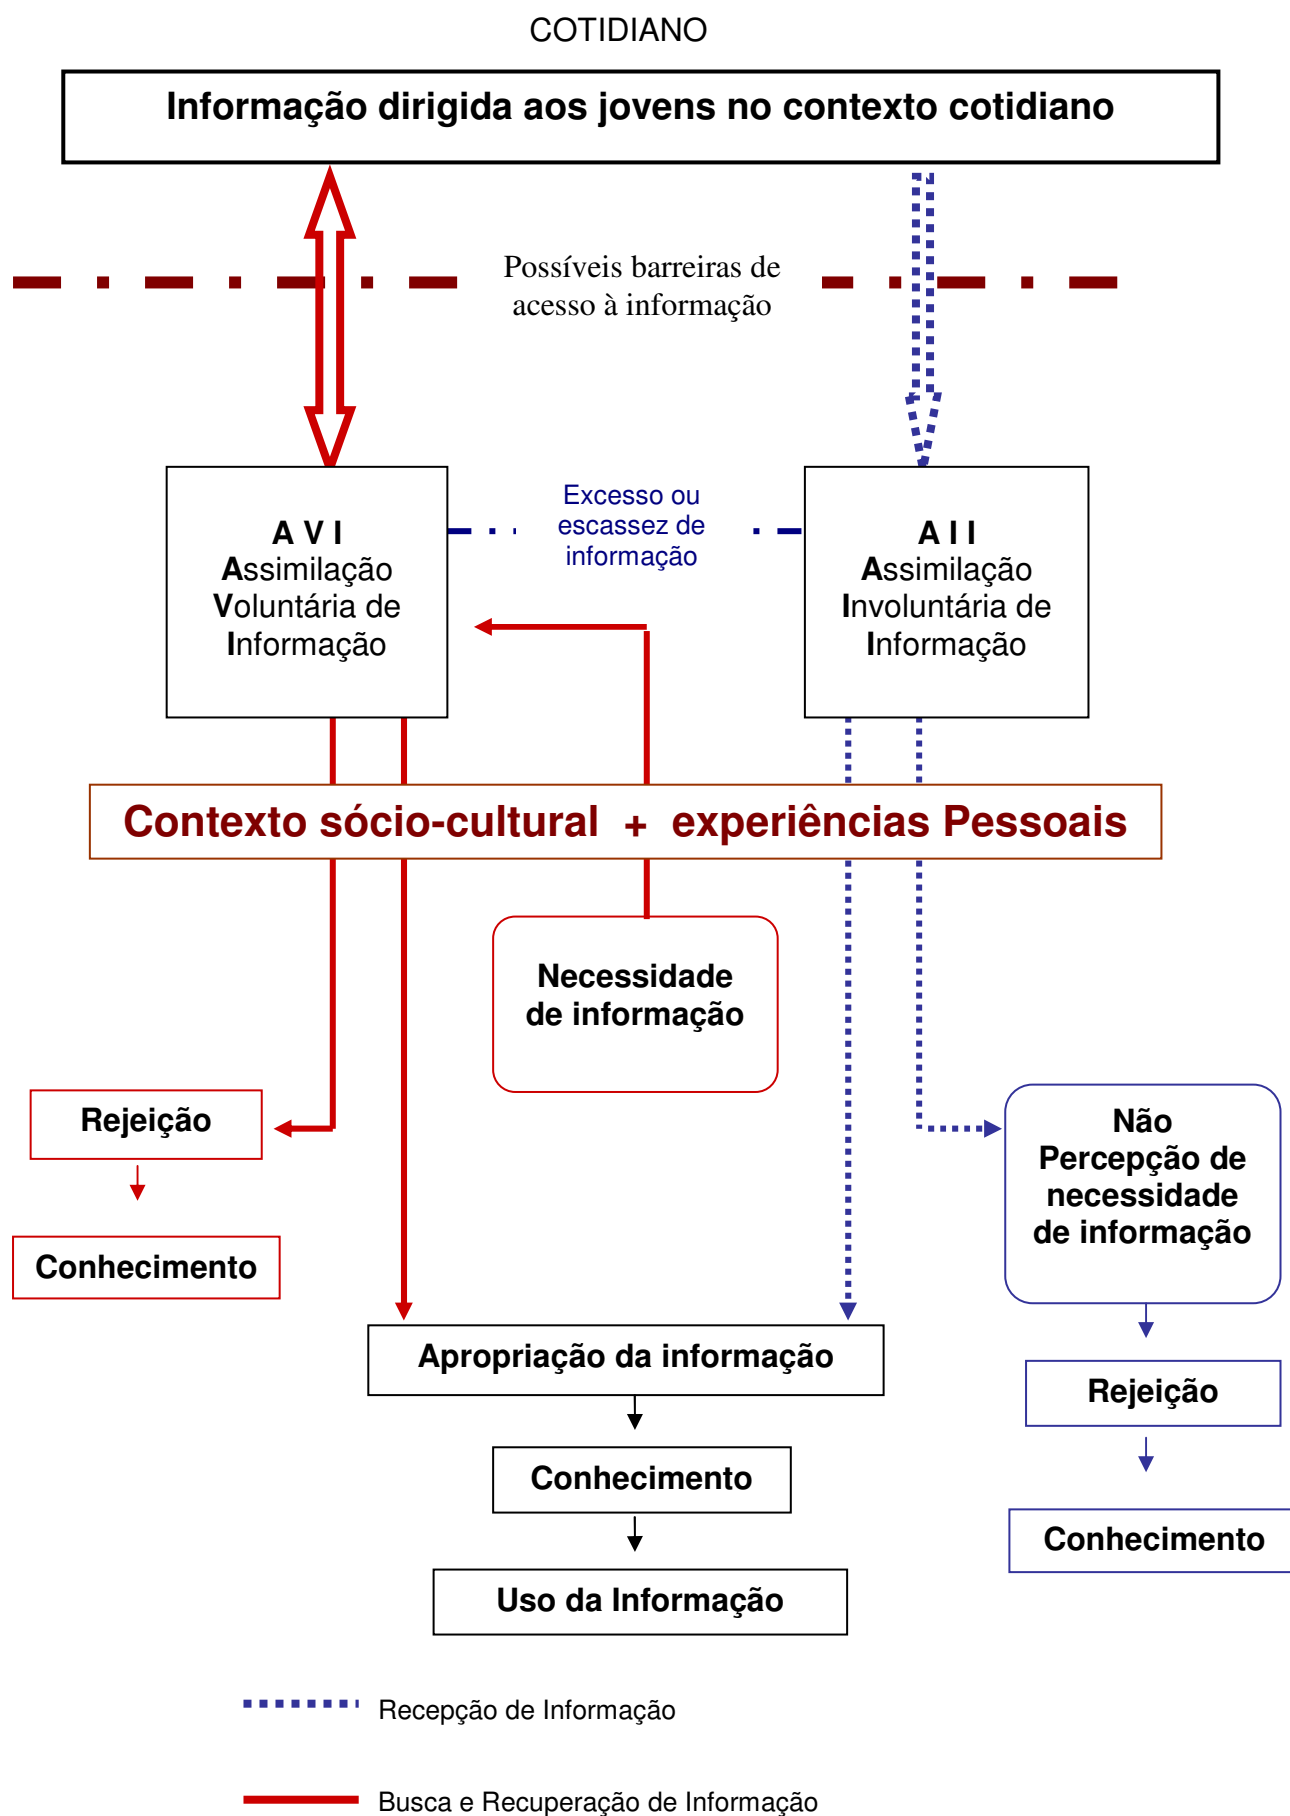 COTIDIANO
Informação dirigida aos jovens no contexto cotidiano
Possíveis barreiras de
acesso à informação
A V I
Assimilação
Voluntária de
Informação
Excesso ou
escassez de
informação
A I I
Assimilação
Involuntária de
Informação
Contexto sócio-cultural + experiências Pessoais
Necessidade
de informação
Rejeição
Conhecimento
Não
Percepção de
necessidade
de informação
Apropriação da informação
Rejeição
Conhecimento
Conhecimento
Uso da Informação
Recepção de Informação
Busca e Recuperação de Informação